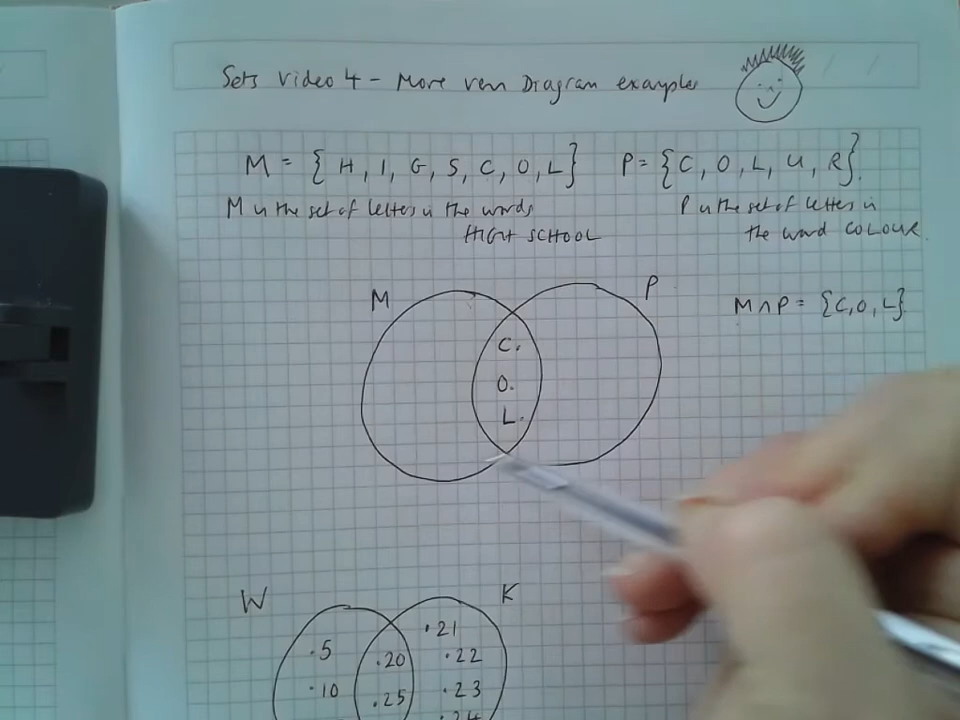 Sets Video 4 - More venn Diagram examples
M = { H, I, G, S, C, O, L} P = {C, O, L, U, R}.
M is the set of letters in the words
HIGH SCHOOL
P is the set of letters in
the word COLOUR.
M P
M ∩ P = {C, O, L}.
C.
O.
L.
W K
.21
.5 .20 .22
.10 .25 .23
.24